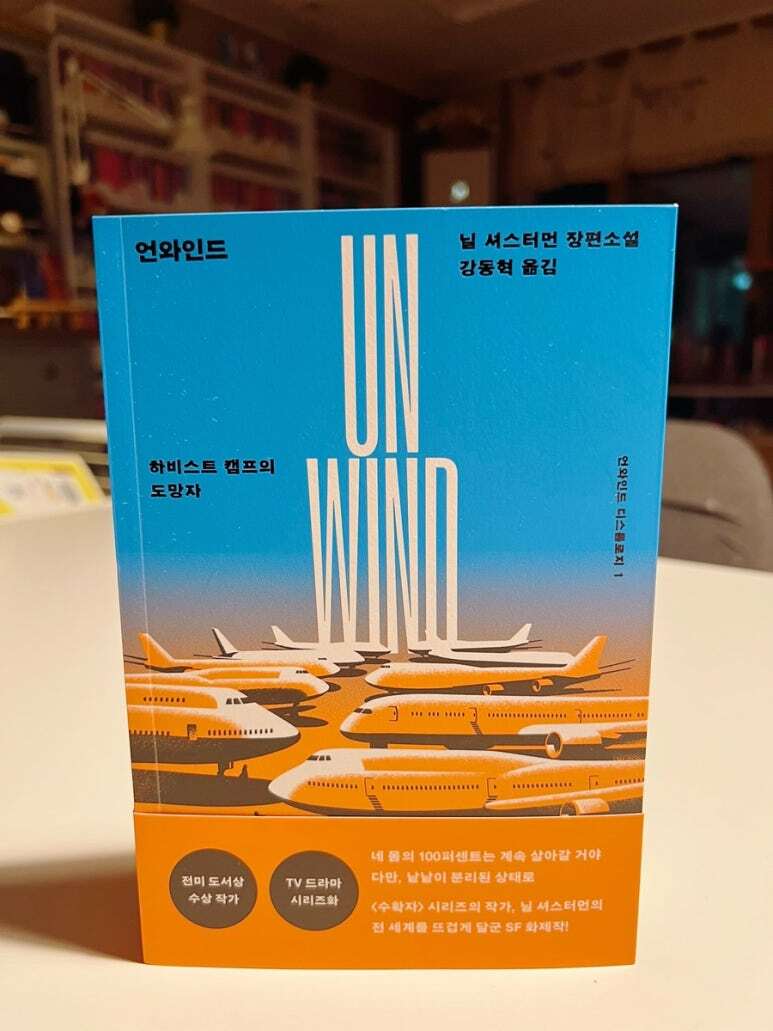 언와인드
UN
WIND
닐 셔스터먼 장편소설
강동혁 옮김
하비스트 캠프의
도망자
언와인드 디스톨로지 1
전미 도서상
수상 작가
TV 드라마
시리즈화
네 몸의 100퍼센트는 계속 살아갈 거야
다만, 낱낱이 분리된 상태로
〈수확자〉 시리즈의 작가, 닐 셔스터먼의
전 세계를 뜨겁게 달군 SF 화제작!